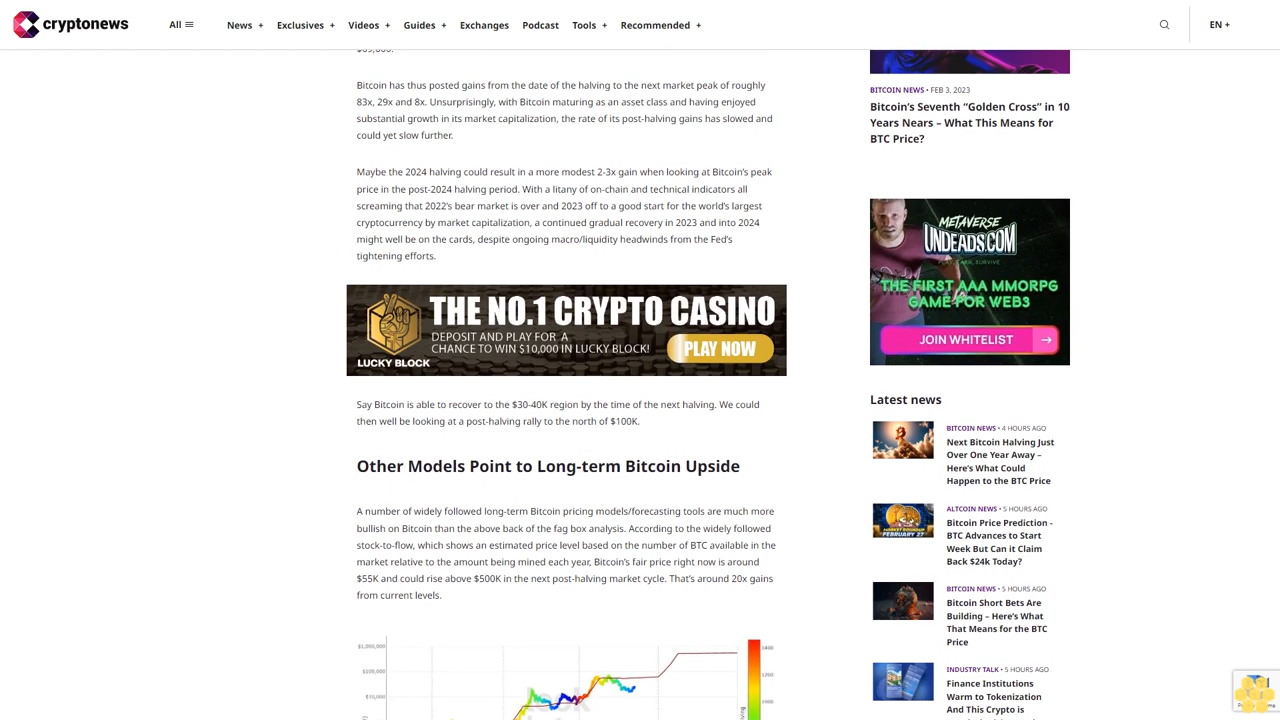 cryptonews
All
News +
Exclusives +
Videos +
Guides +
Exchanges
Podcast
Tools +
Recommended +
EN +
Bitcoin has thus posted gains from the date of the halving to the next market peak of roughly
83x, 29x and 8x. Unsurprisingly, with Bitcoin maturing as an asset class and having enjoyed
substantial growth in its market capitalization, the rate of its post-halving gains has slowed and
could yet slow further.
Maybe the 2024 halving could result in a more modest 2-3x gain when looking at Bitcoin's peak
price in the post-2024 halving period. With a litany of on-chain and technical indicators all
screaming that 2022's bear market is over and 2023 off to a good start for the world's largest
cryptocurrency by market capitalization, a continued gradual recovery in 2023 and into 2024
might well be on the cards, despite ongoing macro/liquidity headwinds from the Fed's
tightening efforts.
THE NO.1 CRYPTO CASINO
DEPOSIT AND PLAY FOR A
CHANCE TO WIN $10,000 IN LUCKY BLOCK!
PLAY NOW
LUCKY BLOCK
Say Bitcoin is able to recover to the $30-40K region by the time of the next halving. We could
then well be looking at a post-halving rally to the north of $100K.
Other Models Point to Long-term Bitcoin Upside
A number of widely followed long-term Bitcoin pricing models/forecasting tools are much more
bullish on Bitcoin than the above back of the fag box analysis. According to the widely followed
stock-to-flow, which shows an estimated price level based on the number of BTC available in the
market relative to the amount being mined each year, Bitcoin's fair price right now is around
$55K and could rise above $500K in the next post-halving market cycle. That's around 20x gains
from current levels.
$1,000,000
$100,000
1400
1200
BITCOIN NEWS • FEB 3, 2023
Bitcoin's Seventh “Golden Cross” in 10
Years Nears – What This Means for
BTC Price?
METAVERSE
UNDEADS.COM
THE FIRST AAA MMORPG
GAME FOR WEB3
JOIN WHITELIST →
Latest news
BITCOIN NEWS • 4 HOURS AGO
Next Bitcoin Halving Just
Over One Year Away –
Here's What Could
Happen to the BTC Price
ALTCOIN NEWS • 5 HOURS AGO
Bitcoin Price Prediction -
BTC Advances to Start
Week But Can it Claim
Back $24k Today?
MARKET ROUNDUP
FEBRUARY 27
BITCOIN NEWS • 5 HOURS AGO
Bitcoin Short Bets Are
Building – Here's What
That Means for the BTC
Price
INDUSTRY TALK • 5 HOURS AGO
Finance Institutions
Warm to Tokenization
And This Crypto is